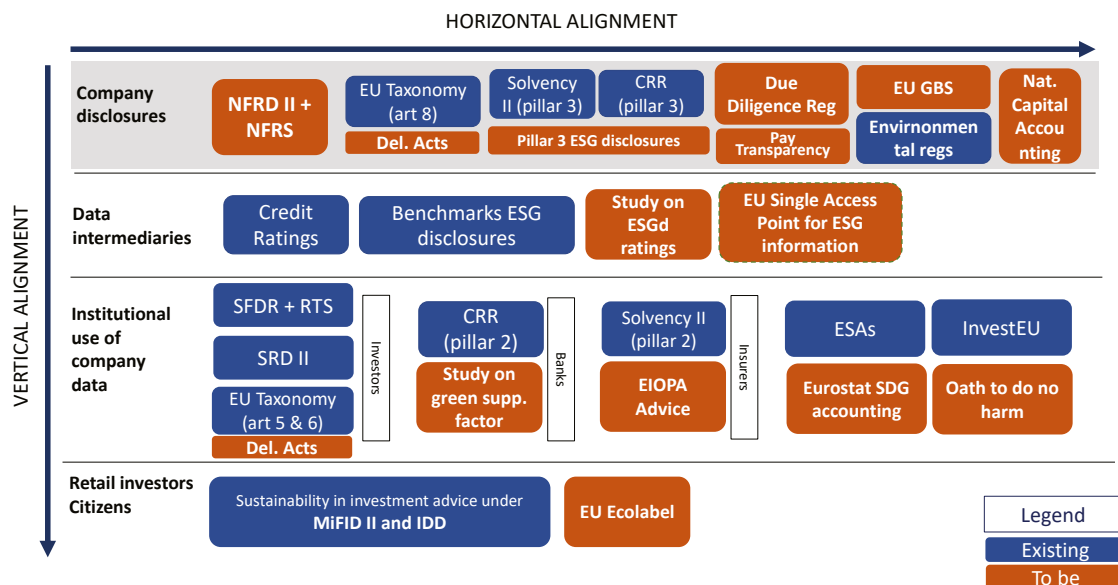 HORIZONTAL ALIGNMENT
VERTICAL ALIGNMENT
Company
disclosures
NFRD II +
NFRS
EU Taxonomy
(art 8)
Del. Acts
Solvency
II (pillar 3)
CRR
(pillar 3)
Pillar 3 ESG disclosures
Due
Diligence Reg
Pay
Transparency
EU GBS
Envirnonmen
tal regs
Nat.
Capital
Accou
nting
Data
intermediaries
Credit
Ratings
Benchmarks ESG
disclosures
Study on
ESGd
ratings
EU Single Access
Point for ESG
information
Institutional
use of
company
data
SFDR + RTS
SRD II
EU Taxonomy
(art 5 & 6)
Del. Acts
Investors
CRR
(pillar 2)
Study on
green supp.
factor
Banks
Solvency II
(pillar 2)
EIOPA
Advice
Insurers
ESAs
Eurostat SDG
accounting
InvestEU
Oath to do no
harm
Retail investors
Citizens
Sustainability in investment advice under
MiFID II and IDD
EU Ecolabel
Legend
Existing
To be